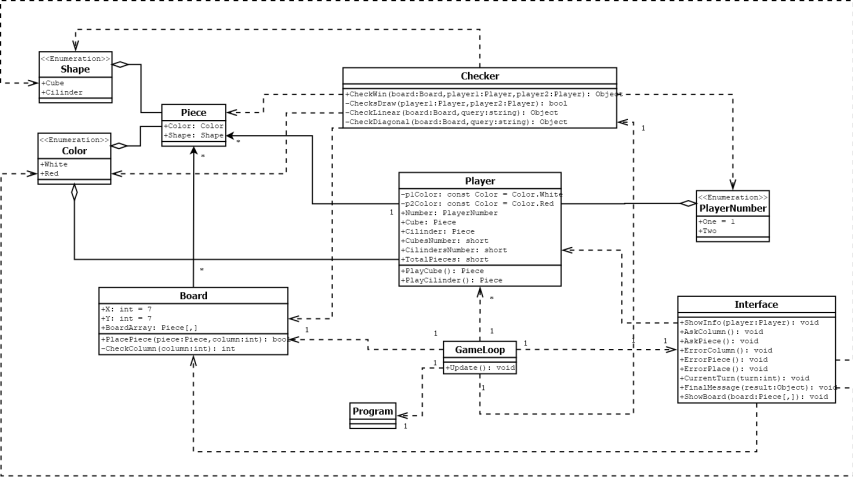 <<Enumeration>>
Shape
+Cube
+Cilinder
<<Enumeration>>
Color
+White
+Red
Piece
+Color: Color
+Shape: Shape
*
*
Checker
+CheckWin(board:Board,player1:Player,player2:Player): Object
-ChecksDraw(player1:Player,player2:Player): bool
-CheckLinear(board:Board,query:string): Object
-CheckDiagonal(board:Board,query:string): Object
1
Player
-p1Color: const Color = Color.White
-p2Color: const Color = Color.Red
+Number: PlayerNumber
+Cube: Piece
+Cilinder: Piece
+CubesNumber: short
+CilindersNumber: short
+TotalPieces: short
+PlayCube(): Piece
+PlayCilinder(): Piece
1
*
<<Enumeration>>
PlayerNumber
+One = 1
+Two
*
Board
+X: int = 7
+Y: int = 7
+BoardArray: Piece[,]
+PlacePiece(piece:Piece,column:int): bool
-CheckColumn(column:int): int
1
1
1
GameLoop
+Update(): void
1
1
1
1
Program
1
Interface
+ShowInfo(player:Player): void
+AskColumn(): void
+AskPiece(): void
+ErrorColumn(): void
+ErrorPiece(): void
+ErrorPlace(): void
+CurrentTurn(turn:int): void
+FinalMessage(result:Object): void
+ShowBoard(board:Piece[,]): void